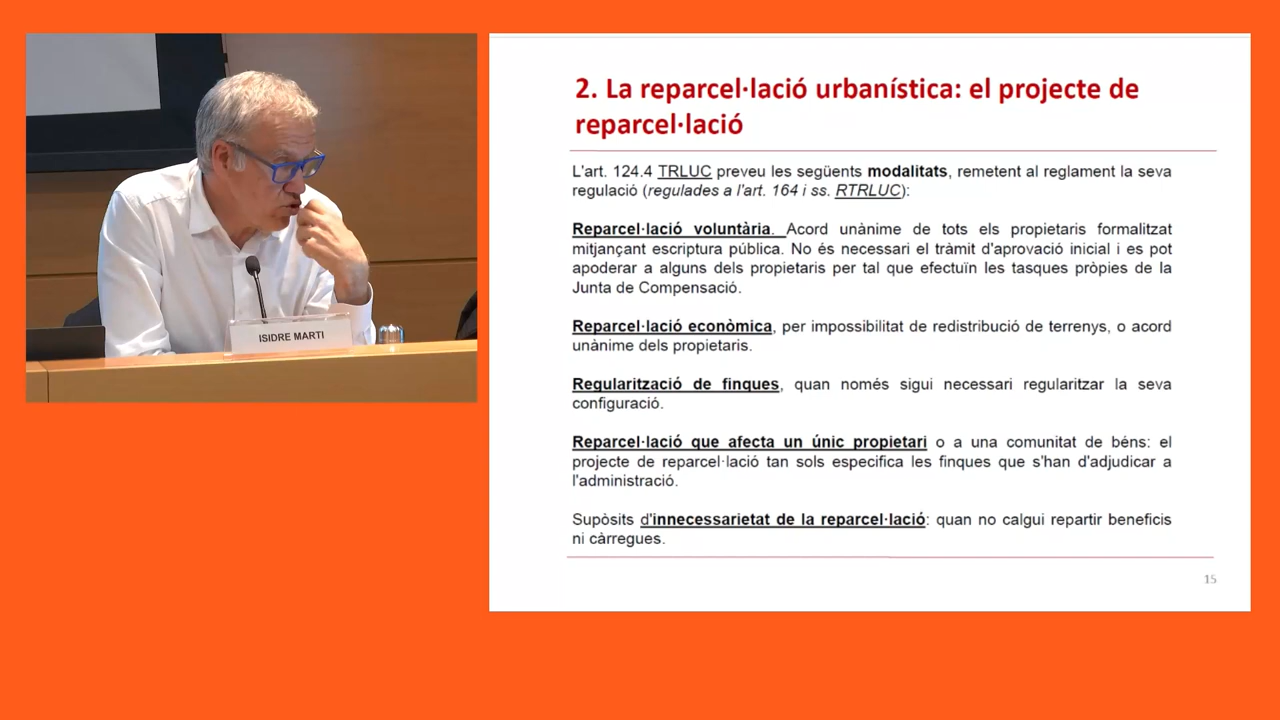 ISIDRE MARTI
2. La reparcel·lació urbanística: el projecte de
reparcel·lació
L'art. 124.4 TRLUC preveu les següents modalitats, remetent al reglament la seva
regulació (regulades a l'art. 164 i ss. RTRLUC):
Reparcel·lació voluntària. Acord unànime de tots els propietaris formalitzat
mitjançant escriptura pública. No és necessari el tràmit d'aprovació inicial i es pot
apoderar a alguns dels propietaris per tal que efectuïn les tasques pròpies de la
Junta de Compensació.
Reparcel·lació econòmica, per impossibilitat de redistribució de terrenys, o acord
unànime dels propietaris.
Regularització de finques, quan només sigui necessari regularitzar la seva
configuració.
Reparcel·lació que afecta un únic propietari o a una comunitat de béns: el
projecte de reparcel·lació tan sols especifica les finques que s'han d'adjudicar a
l'administració.
Supòsits d'innecessarietat de la reparcel·lació: quan no calgui repartir beneficis
ni càrregues.
15